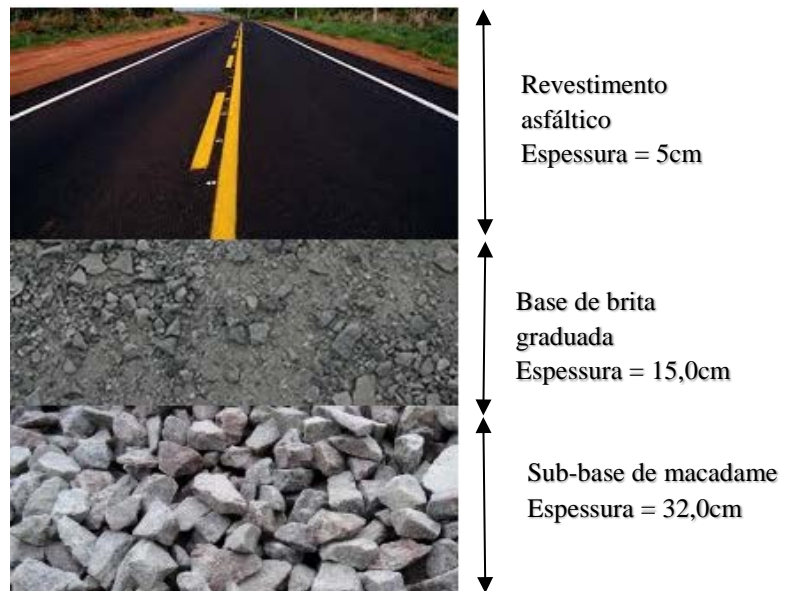 Revestimento
asfáltico
Espessura = 5cm
Base de brita
graduada
Espessura = 15,0cm
Sub-base de macadame
Espessura = 32,0cm